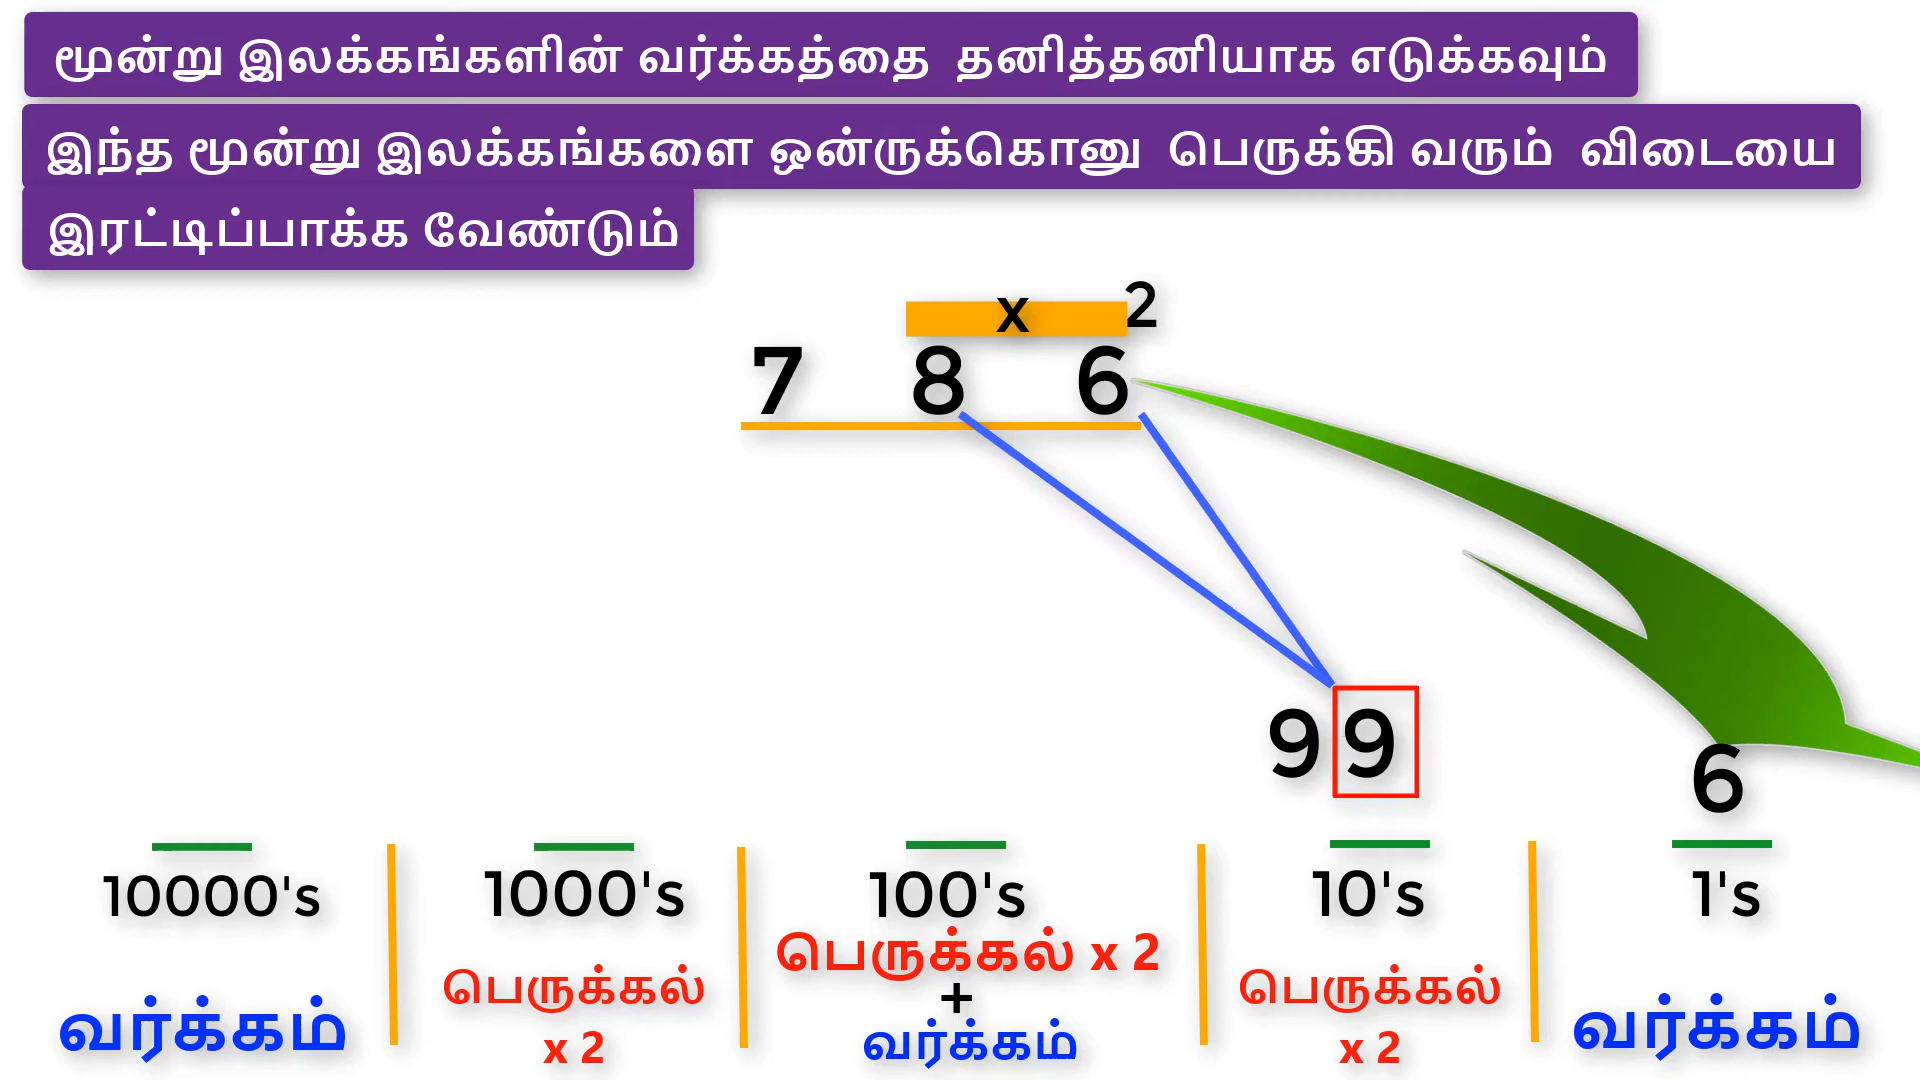 மூன்று இலக்கங்களின் வர்க்கத்தை தனித்தனியாக எடுக்கவும்
இந்த மூன்று இலக்கங்களை ஒன்ருக்கொனு பெருக்கி வரும் விடையை
இரட்டிப்பாக்க வேண்டும்
x 2
7 8 6
9 9
6
10000's 1000's 100's 10's 1's
பெருக்கல் x 2
+
வர்க்கம்
பெருக்கல்
x 2
வர்க்கம்
பெருக்கல்
x 2
வர்க்கம்